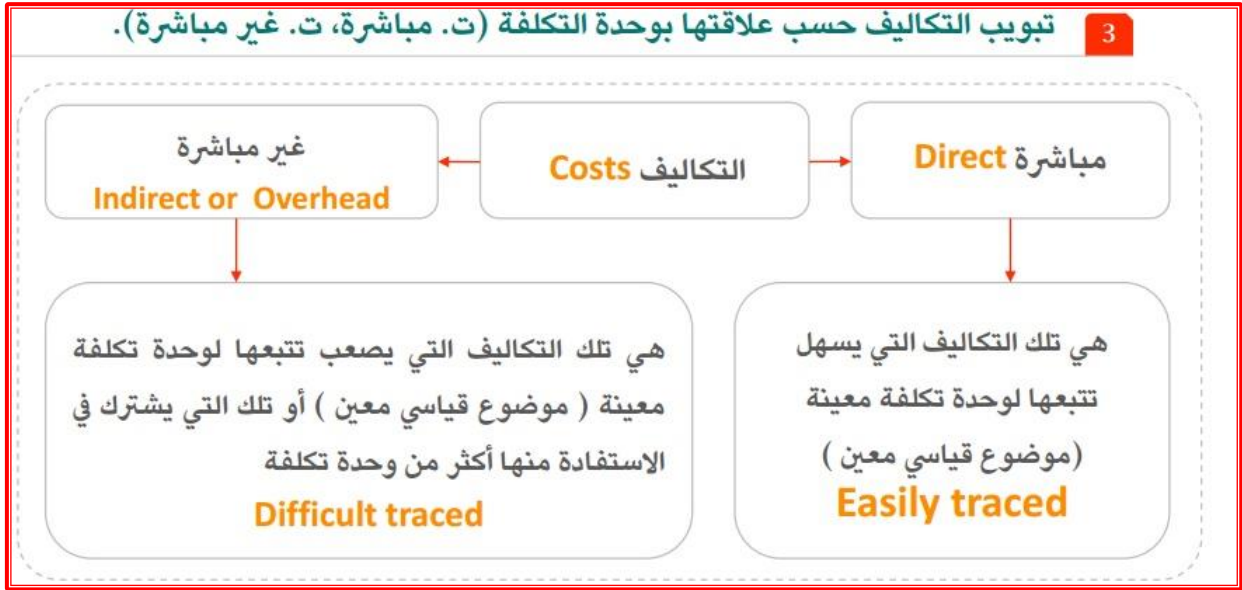 3 تبويب التكاليف حسب علاقتها بوحدة التكلفة (ت. مباشرة، ت. غير مباشرة).
مباشرة Direct
التكاليف Costs
غير مباشرة
Indirect or Overhead
هي تلك التكاليف التي يسهل
تتبعها لوحدة تكلفة معينة
(موضوع قياسي معين )
Easily traced
هي تلك التكاليف التي يصعب تتبعها لوحدة تكلفة
معينة ( موضوع قياسي معين ) أو تلك التي يشترك في
الاستفادة منها أكثر من وحدة تكلفة
Difficult traced